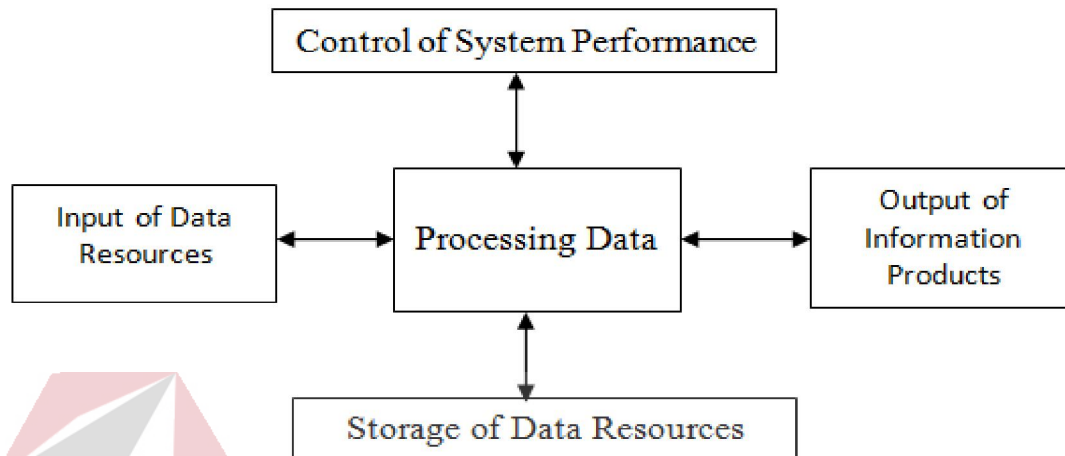 Control of System Performance
Input of Data
Resources
Processing Data
Output of
Information
Products
Storage of Data Resources